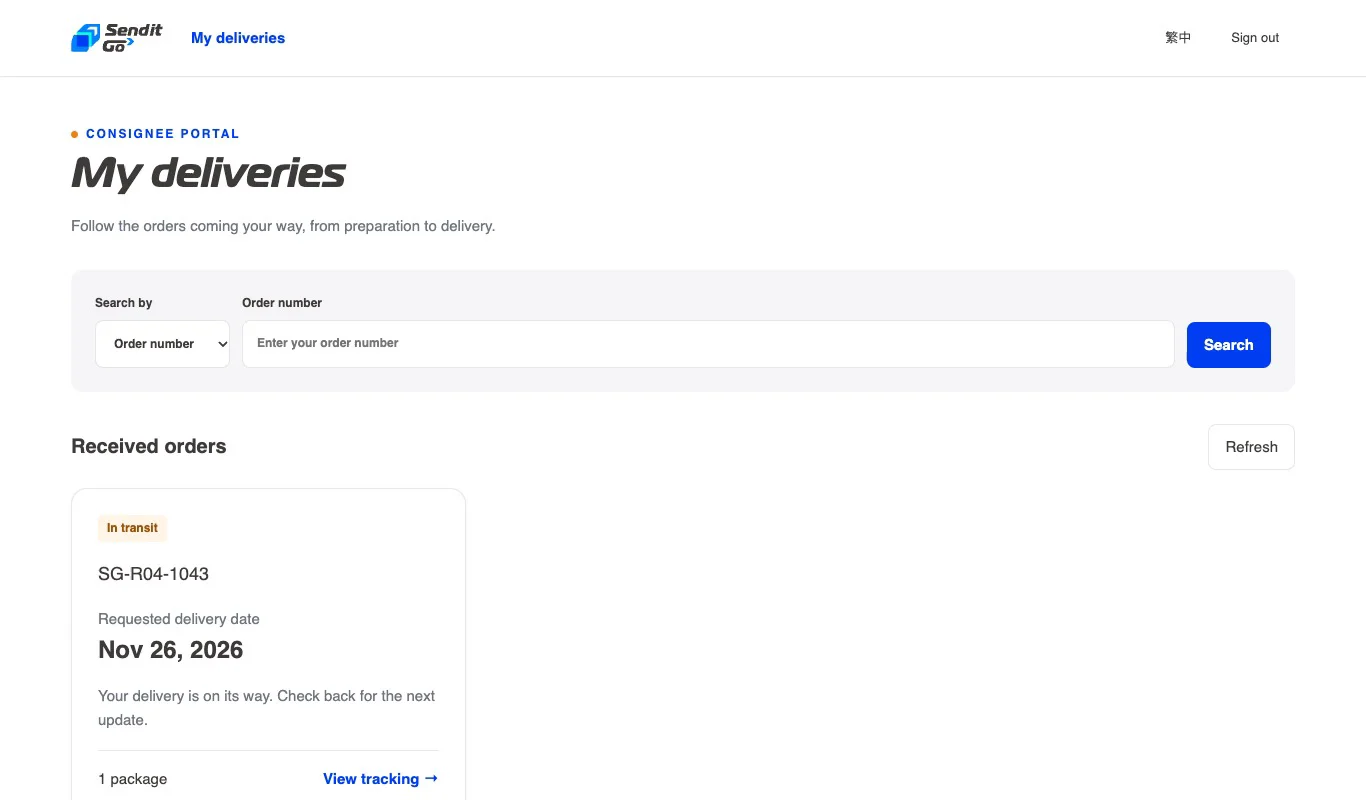 Sendit
Go
My deliveries
繁中
Sign out
CONSIGNEE PORTAL
My deliveries
Follow the orders coming your way, from preparation to delivery.
Search by
Order number
Order number
Enter your order number
Search
Received orders
Refresh
In transit
SG-R04-1043
Requested delivery date
Nov 26, 2026
Your delivery is on its way. Check back for the next
update.
1 package
View tracking →